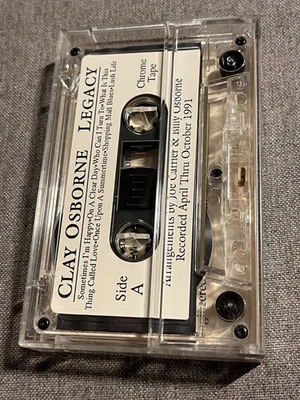 CLAY OSBORNE LEGACY
Sometimes I'm Happy•On A Clear Day•Who Can I Turn To•What Is This
Thing Called Love•Once Upon A Summertime•Shopping Mall Blues•Lush Life
Side
A
Chrome
Tape
Arrangements by Joe Carrier & Billy Osborne
Recorded April Thru October 1991